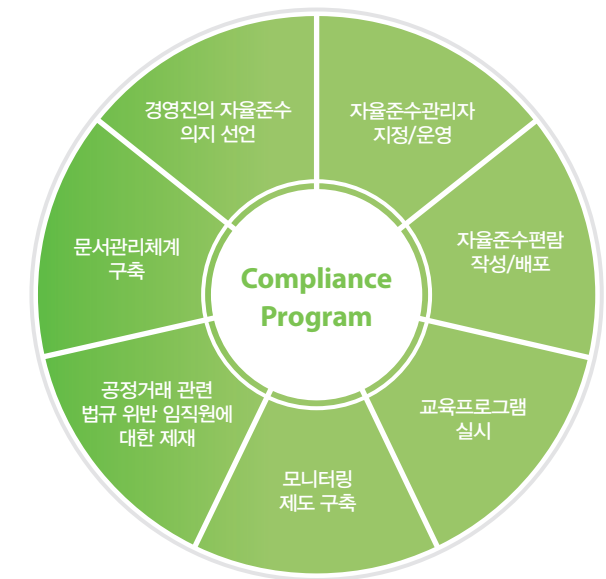 경영진의 자율준수
의지 선언
자율준수관리자
지정/운영
자율준수편람
작성/배포
교육프로그램
실시
모니터링
제도 구축
공정거래 관련
법규 위반 임직원에
대한 제재
문서관리체계
구축
Compliance
Program